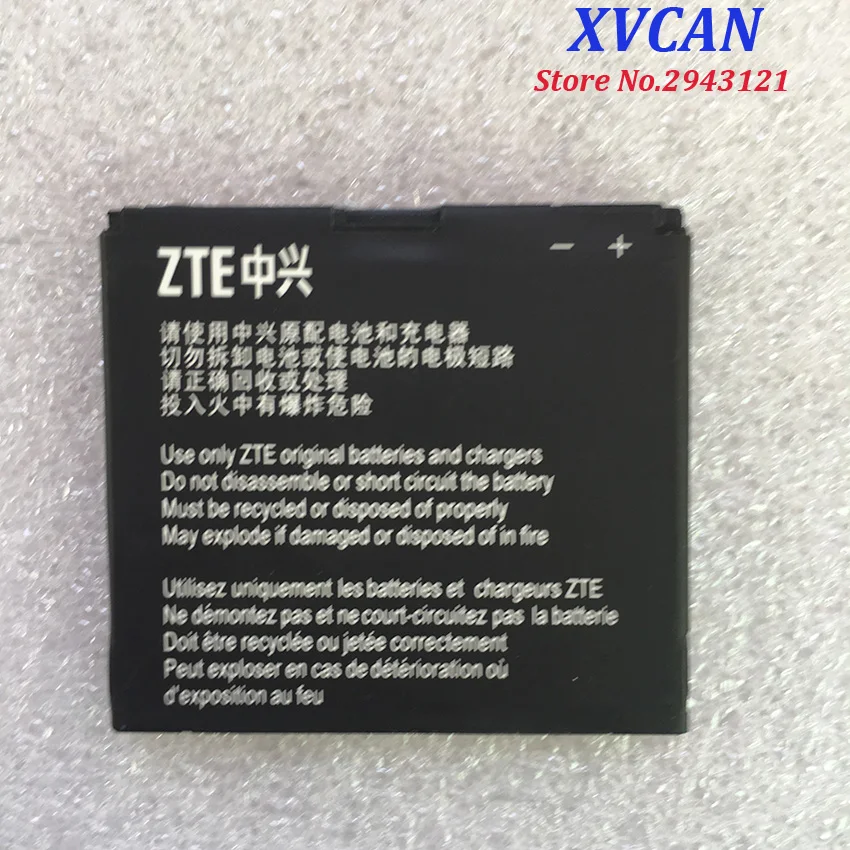 XVCAN
Store No.2943121
− +
ZTE中兴
请使用中兴原配电池和充电器
切勿拆卸电池或使电池的电极短路
请正确回收或处理
投入火中有爆炸危险
Use only ZTE original batteries and chargers
Do not disassemble or short circuit the battery
Must be recycled or disposed of properly
May explode if damaged or disposed of in fire
Utilisez uniquement les batteries et chargeurs ZTE
Ne démontez pas et ne court-circuitez pas la batterie
Doit être recyclée ou jetée correctement
Peut exploser en cas de détérioration où
d'exposition au feu